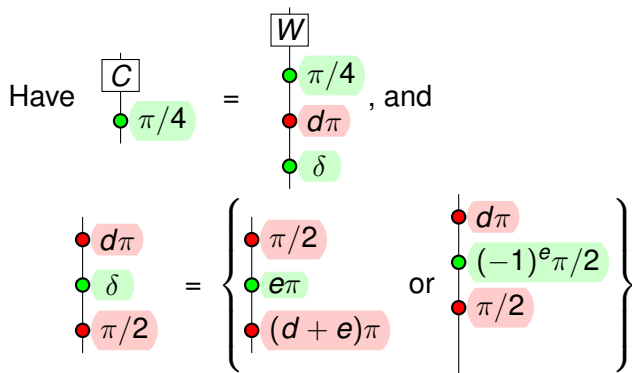 Have C π/4 = W π/4 dπ δ , and
dπ δ π/2 = { π/2 eπ (d + e)π or dπ (−1)^e π/2 π/2 }